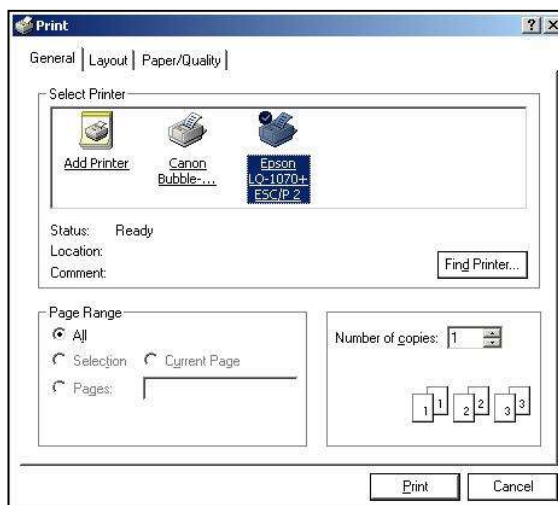 Print
General Layout Paper/Quality
Select Printer
Add Printer Canon Bubble-... Epson LQ-1070+ ESC/P 2
Status: Ready
Location:
Comment:
Find Printer...
Page Range
All
Selection Current Page
Pages:
Number of copies: 1
1 1 2 2 3 3
Print Cancel